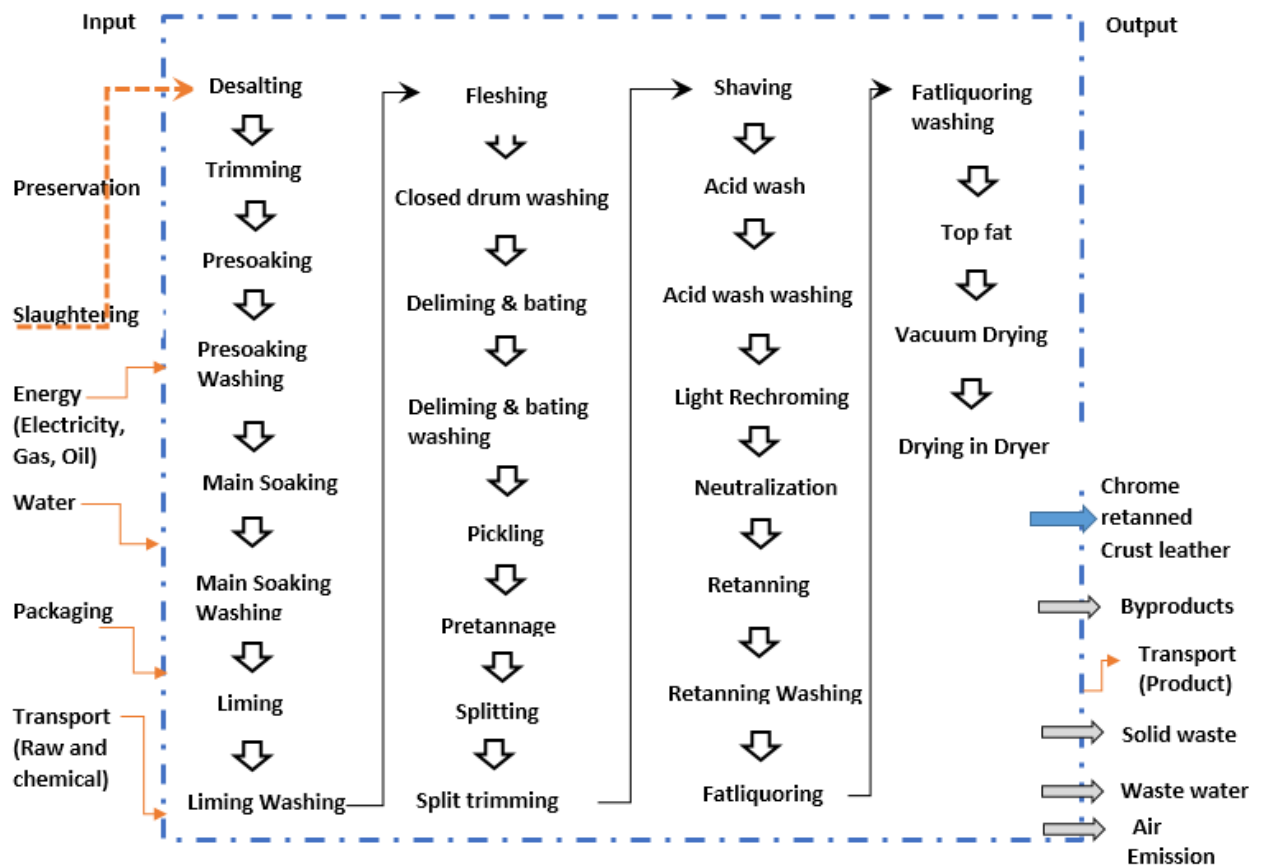 Input
Output
Preservation
Slaughtering
Energy
(Electricity,
Gas, Oil)
Water
Packaging
Transport
(Raw and
chemical)
Desalting
Trimming
Presoaking
Presoaking
Washing
Main Soaking
Main Soaking
Washing
Liming
Liming Washing
Fleshing
Closed drum washing
Deliming & bating
Deliming & bating
washing
Pickling
Pretannage
Splitting
Split trimming
Shaving
Acid wash
Acid wash washing
Light Rechroming
Neutralization
Retanning
Retanning Washing
Fatliquoring
Fatliquoring
washing
Top fat
Vacuum Drying
Drying in Dryer
Chrome
retanned
Crust leather
Byproducts
Transport
(Product)
Solid waste
Waste water
Air
Emission